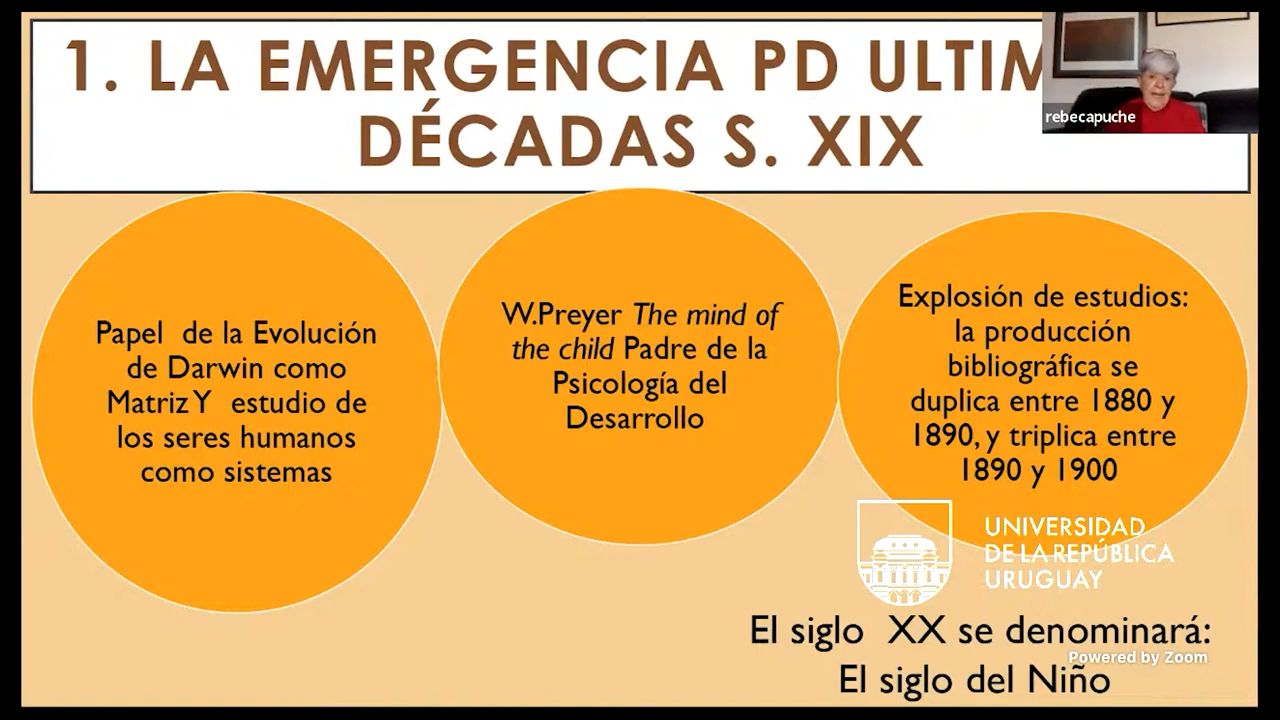 1. LA EMERGENCIA PD
DÉCADAS S. XIX
rebecapuche
Papel de la Evolución
de Darwin como
Matriz Y estudio de
los seres humanos
como sistemas
W.Preyer The mind of
the child Padre de la
Psicología del
Desarrollo
Explosión de estudios:
la producción
bibliográfica se
duplica entre 1880 y
1890, y triplica entre
1890 y 1900
UNIVERSIDAD
DE LA REPÚBLICA
URUGUAY
El siglo XX se denominará:
El siglo del Niño
Powered by Zoom